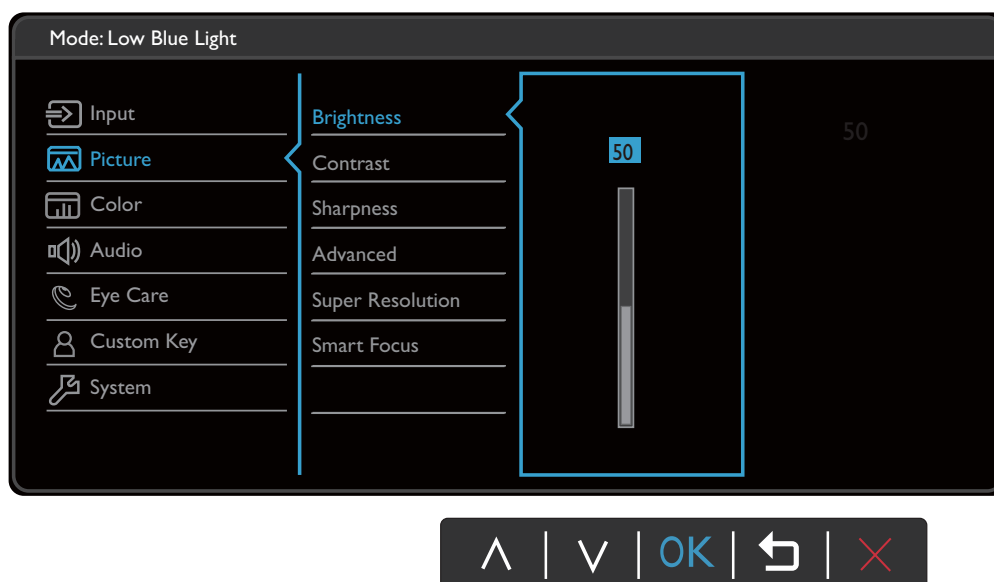 Mode: Low Blue Light
Input
Picture
Color
Audio
Eye Care
Custom Key
System
Brightness
Contrast
Sharpness
Advanced
Super Resolution
Smart Focus
50
50
OK